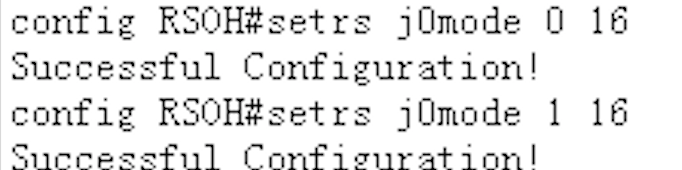 config RSOH#setrs j0mode 0 16
Successful Configuration!
config RSOH#setrs j0mode 1 16
Successful Configuration!